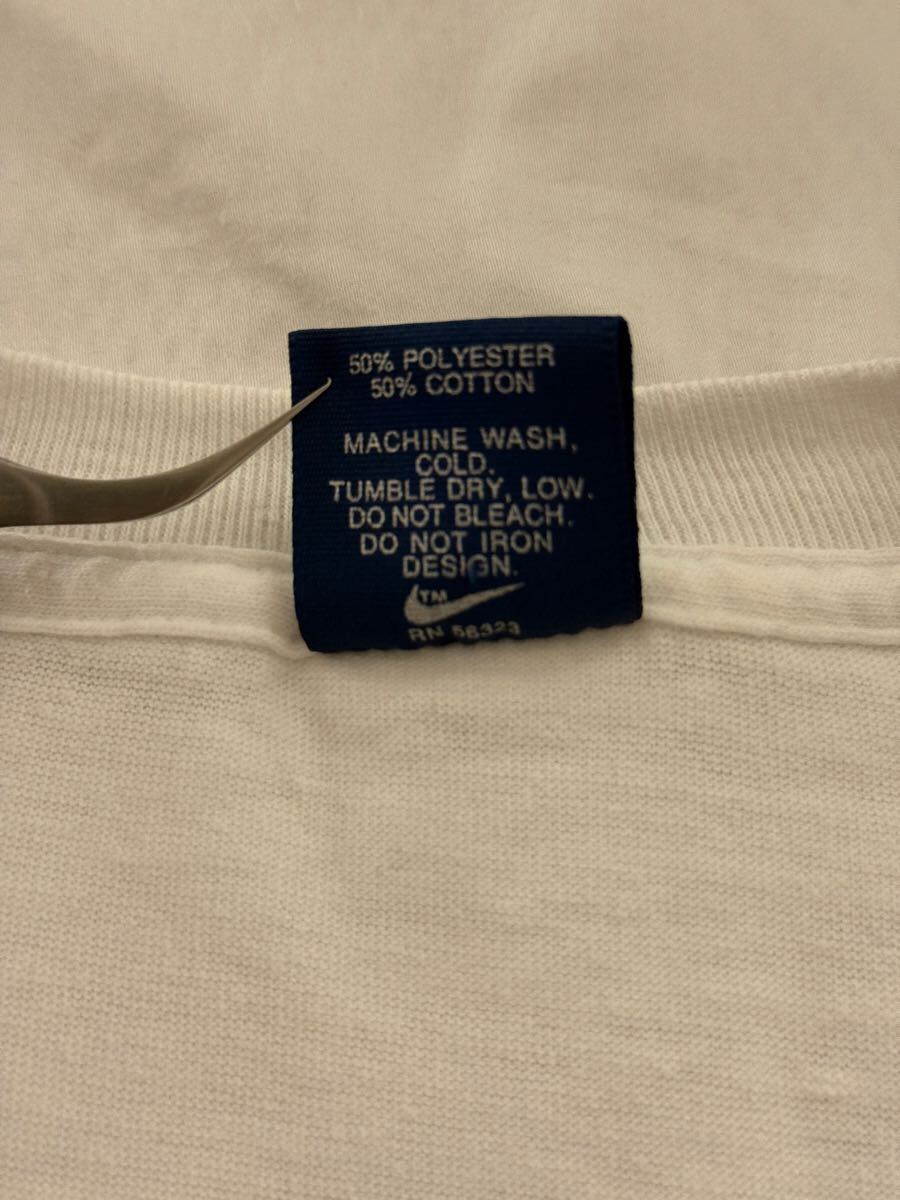 50% POLYESTER
50% COTTON
MACHINE WASH,
COLD.
TUMBLE DRY, LOW.
DO NOT BLEACH.
DO NOT IRON
DESIGN.
TM
RN 56323